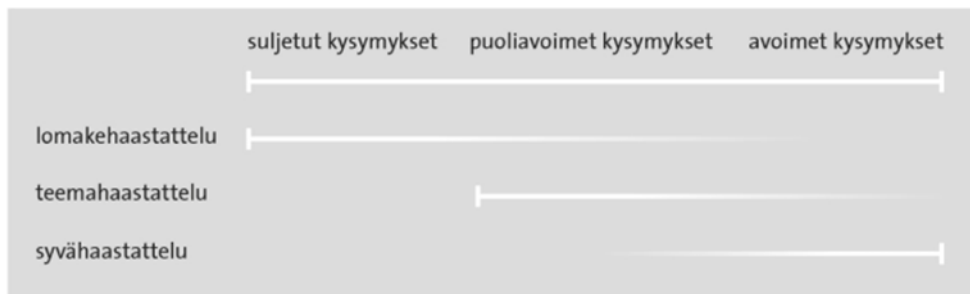 suljetut kysymykset puoliavoimet kysymykset avoimet kysymykset
lomakehaastattelu
teemahaastattelu
syvähaastattelu